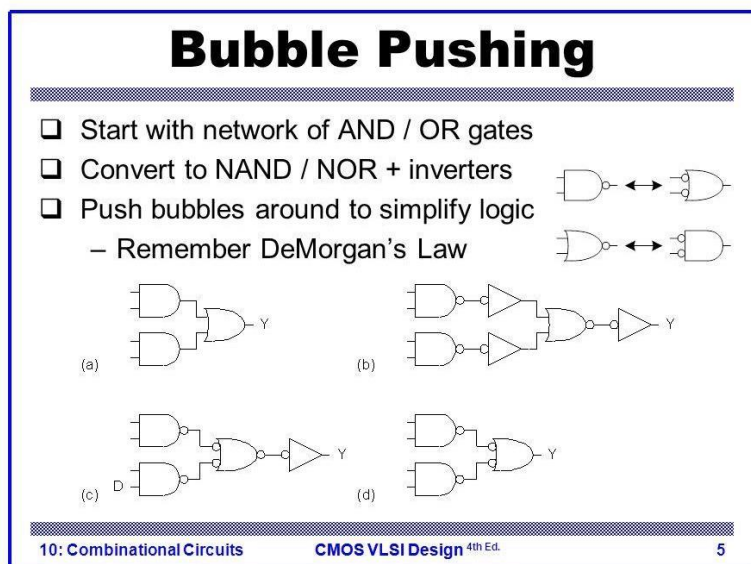 Bubble Pushing
Start with network of AND / OR gates
Convert to NAND / NOR + inverters
Push bubbles around to simplify logic
– Remember DeMorgan's Law
Y
(a)
Y
(b)
Y
D
(c)
Y
(d)
10: Combinational Circuits CMOS VLSI Design 4th Ed. 5